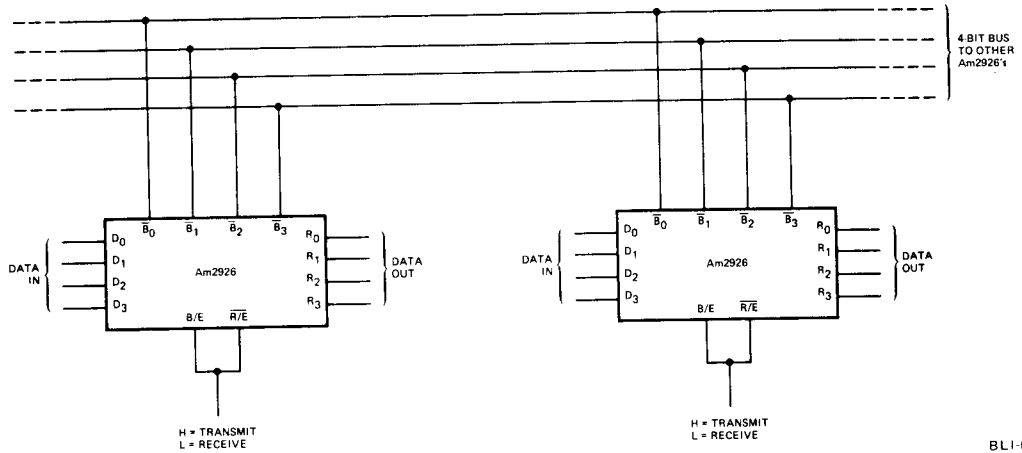 4-BIT BUS
TO OTHER
Am2926's
B̅0 B̅1 B̅2 B̅3
D0
D1
D2
D3
DATA
IN
Am2926
R0
R1
R2
R3
DATA
OUT
B/E R̅/̅E̅
H = TRANSMIT
L = RECEIVE
B̅0 B̅1 B̅2 B̅3
D0
D1
D2
D3
DATA
IN
Am2926
R0
R1
R2
R3
DATA
OUT
B/E R̅/̅E̅
H = TRANSMIT
L = RECEIVE